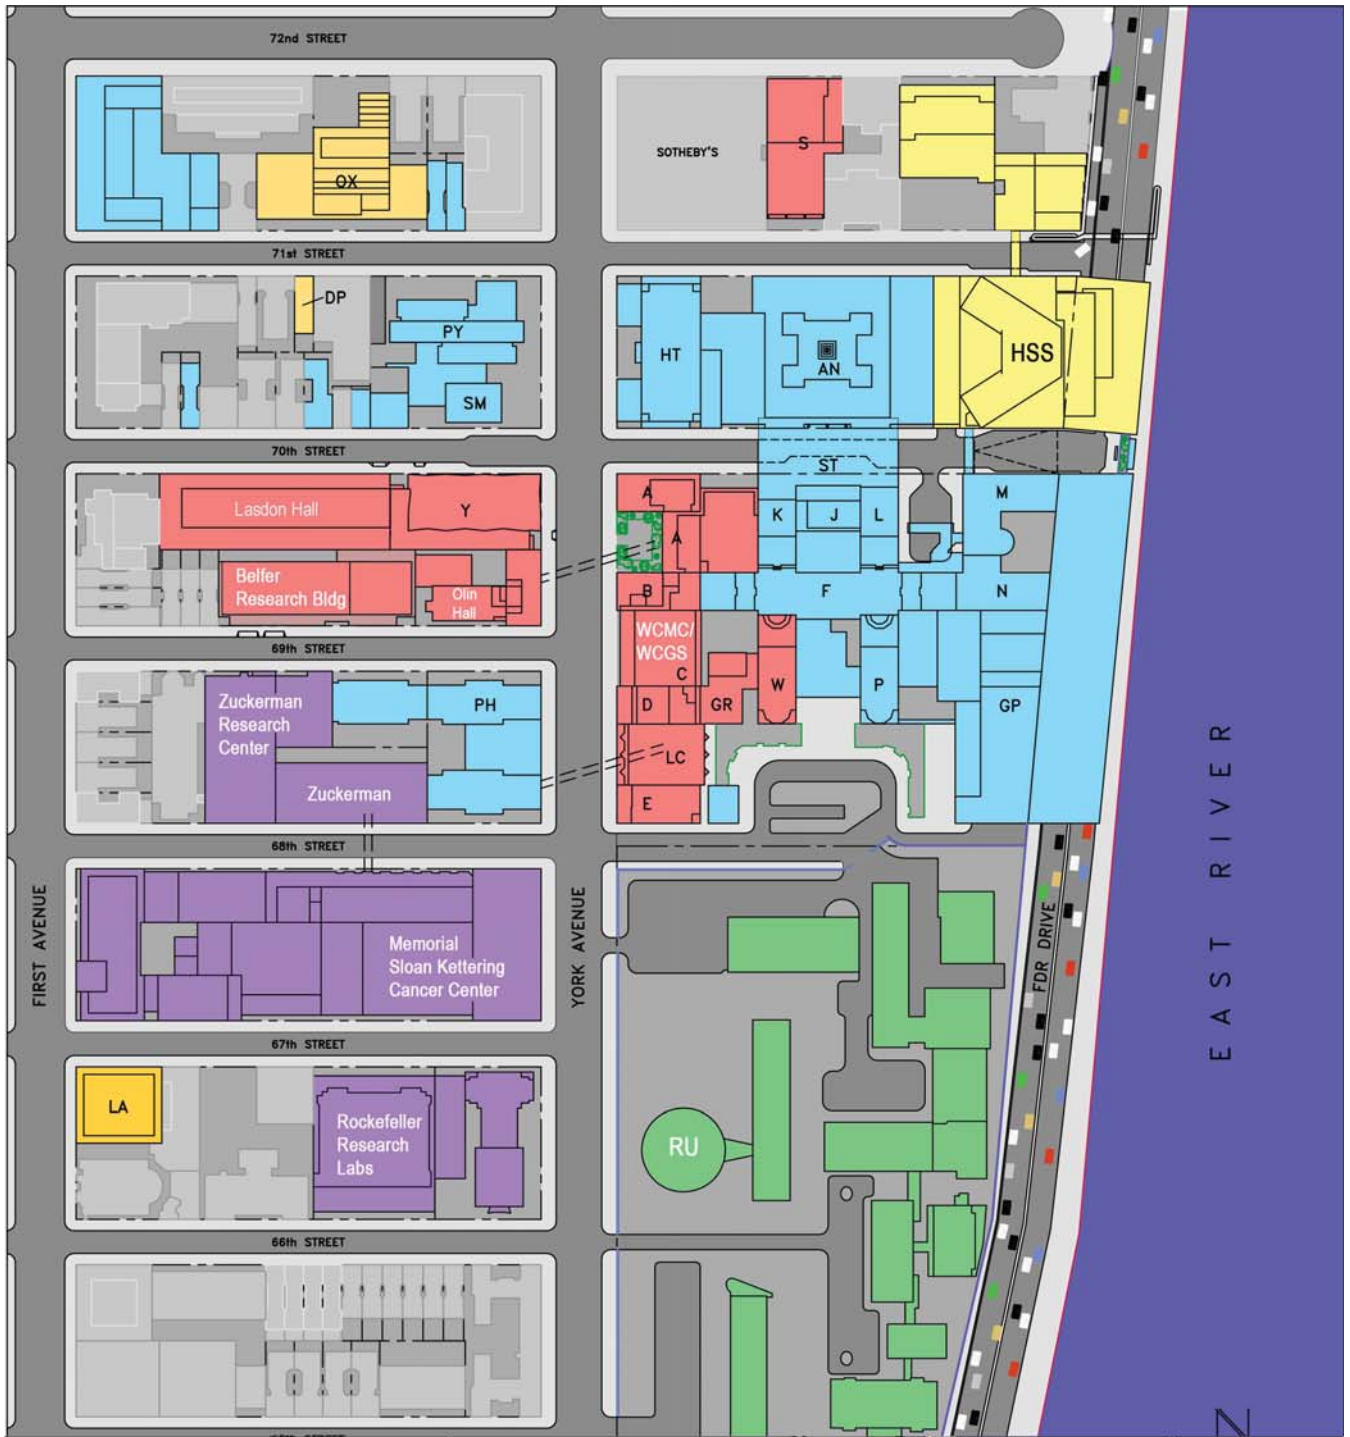 72nd STREET
SOTHEBY'S
S
OX
71st STREET
DP
PY
SM
HT
AN
HSS
70th STREET
ST
Lasdon Hall
Y
A
K
J
L
M
A
Belfer
Research Bldg
Olin
Hall
B
F
N
69th STREET
WCMC/
WCGS
C
Zuckerman
Research
Center
PH
D
GR
W
P
GP
Zuckerman
LC
E
68th STREET
FIRST AVENUE
YORK AVENUE
FDR DRIVE
EAST RIVER
Memorial
Sloan Kettering
Cancer Center
67th STREET
LA
Rockefeller
Research
Labs
RU
66th STREET